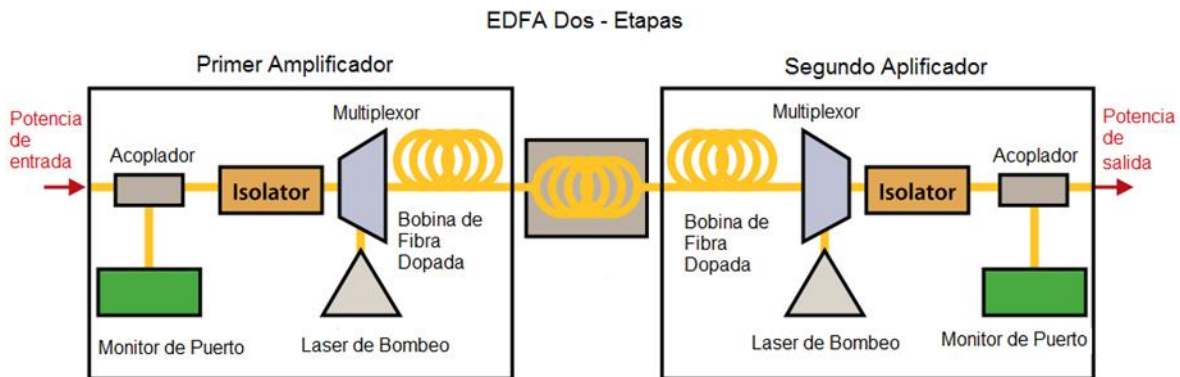 EDFA Dos - Etapas
Primer Amplificador
Segundo Aplificador
Potencia
de
entrada
Acoplador
Isolator
Multiplexor
Bobina de
Fibra
Dopada
Monitor de Puerto
Laser de Bombeo
Bobina de
Fibra
Dopada
Multiplexor
Isolator
Acoplador
Potencia
de
salida
Laser de Bombeo
Monitor de Puerto